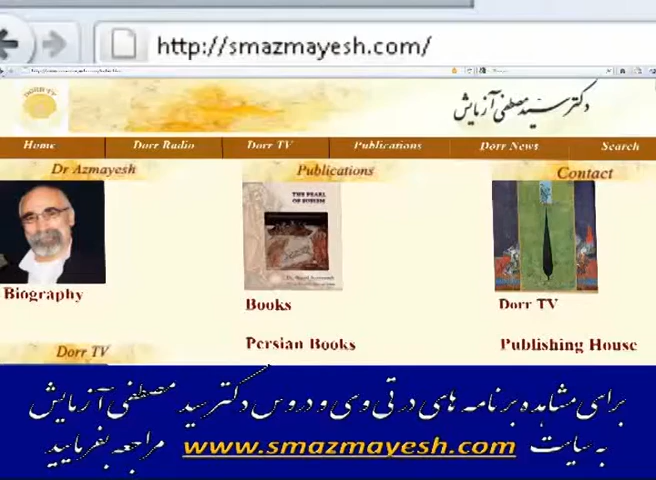 http://smazmayesh.com/
DORR TV
دکتر سید مصطفی آزمایش
Home Dorr Radio Dorr TV Publications Dorr News Search
Dr Azmayesh Publications Contact
THE PEARL
OF SUFISM
Biography
Books
Dorr TV
Persian Books
Publishing House
Dorr TV
برای مشاهده برنامه های در تی وی و دروس دکتر سید مصطفی آزمایش
به سایت www.smazmayesh.com مراجعه بفرمایید